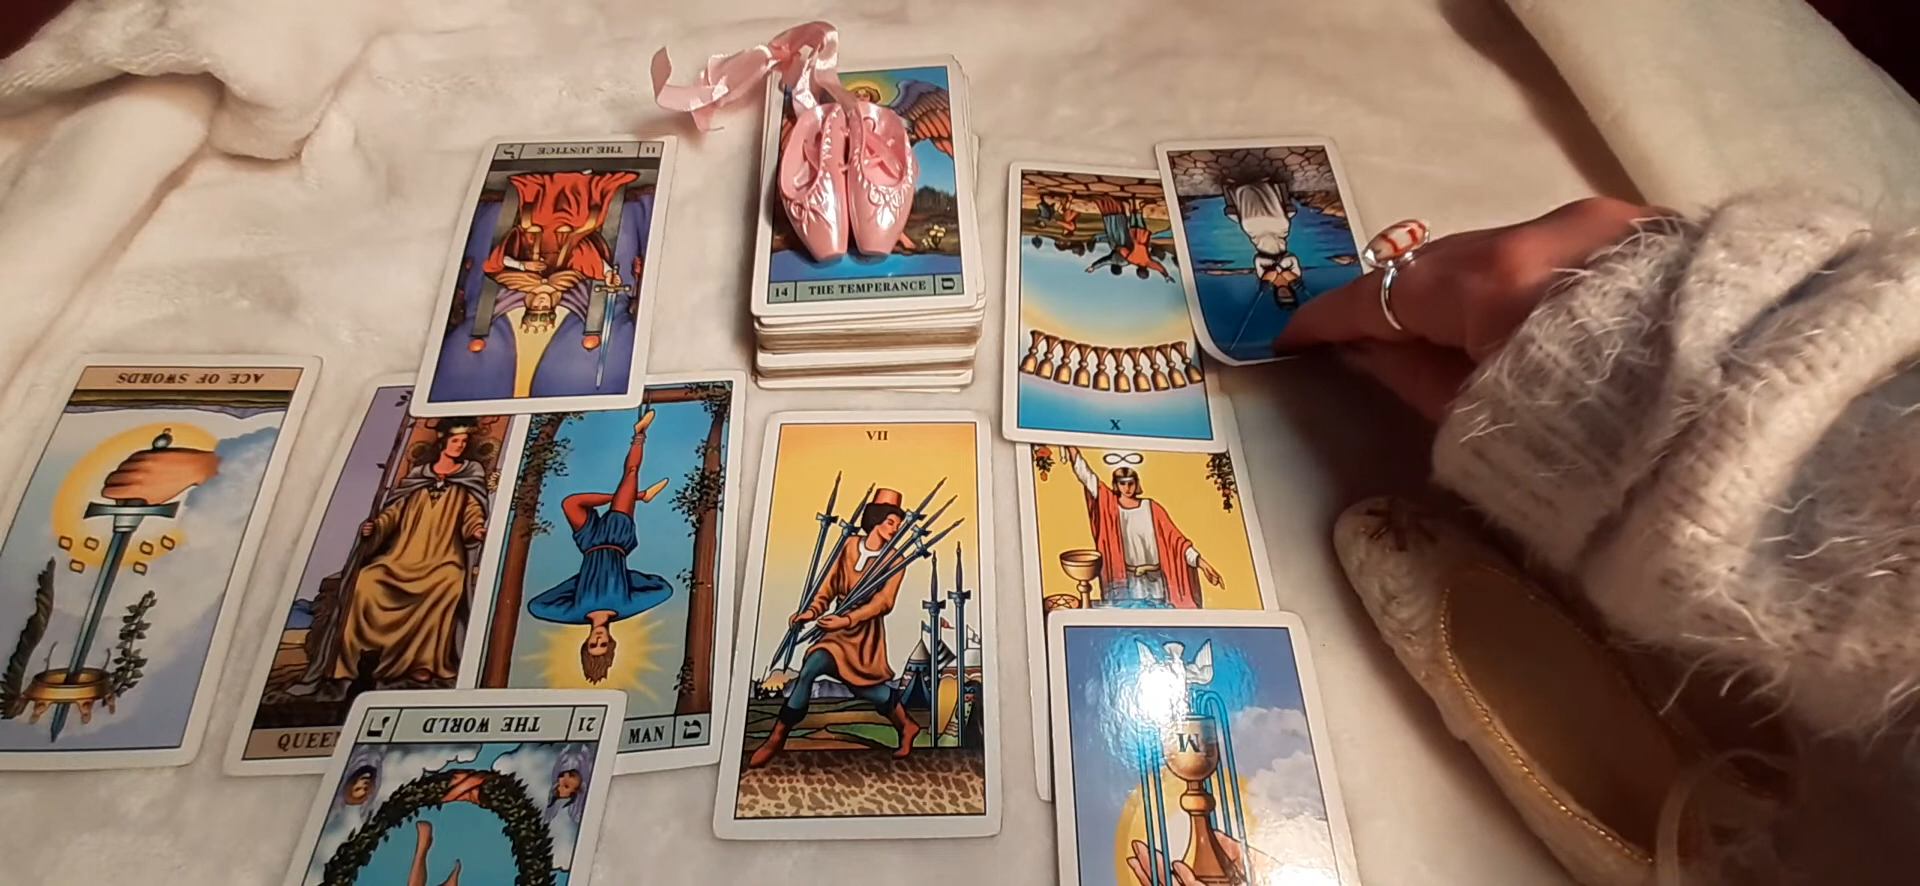 11 THE JUSTICE
14 THE TEMPERANCE ס
ACE OF SWORDS
VII
X
QUEE
MAN מ
21 THE WORLD
M